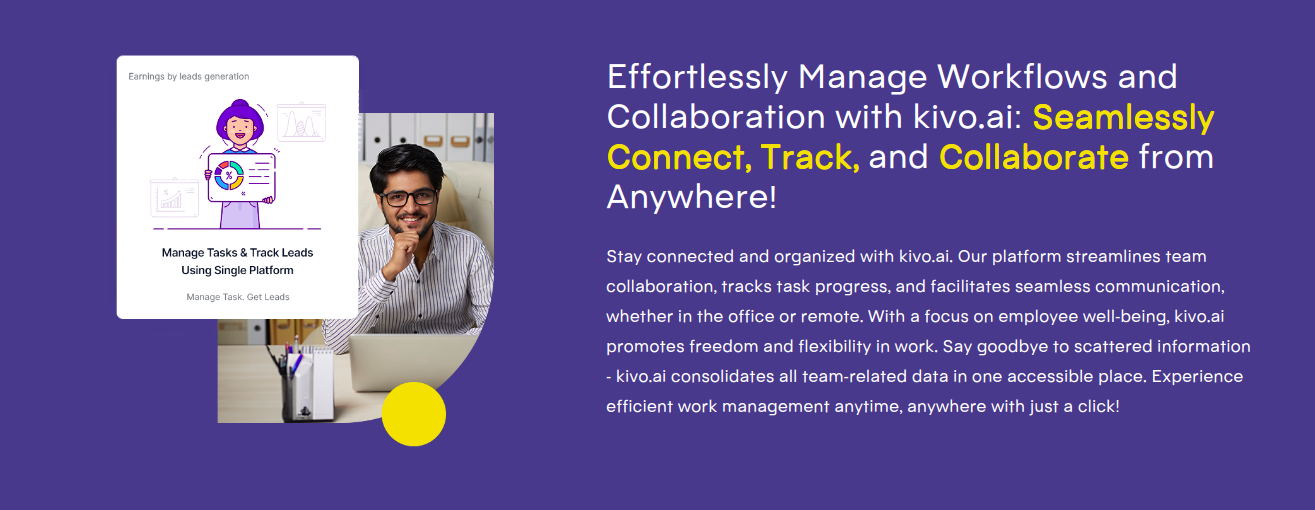 Earnings by leads generation
%
Manage Tasks & Track Leads
Using Single Platform
Manage Task. Get Leads
Effortlessly Manage Workflows and
Collaboration with kivo.ai: Seamlessly
Connect, Track, and Collaborate from
Anywhere!
Stay connected and organized with kivo.ai. Our platform streamlines team
collaboration, tracks task progress, and facilitates seamless communication,
whether in the office or remote. With a focus on employee well-being, kivo.ai
promotes freedom and flexibility in work. Say goodbye to scattered information
- kivo.ai consolidates all team-related data in one accessible place. Experience
efficient work management anytime, anywhere with just a click!